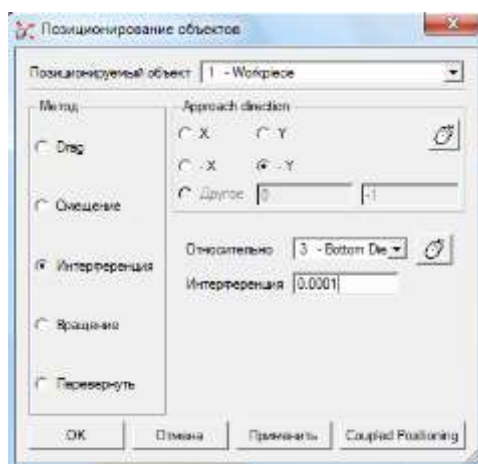 Позиционирование объектов
Позиционируемый объект 1 - Workpiece
Метод
Approach direction
X Y
Drag
-X -Y
Другое 0 -1
Смещение
Относительно 3 - Bottom Die
Интерференция
Интерференция 0.0001
Вращение
Перевернуть
OK Отмена Применить Coupled Positioning